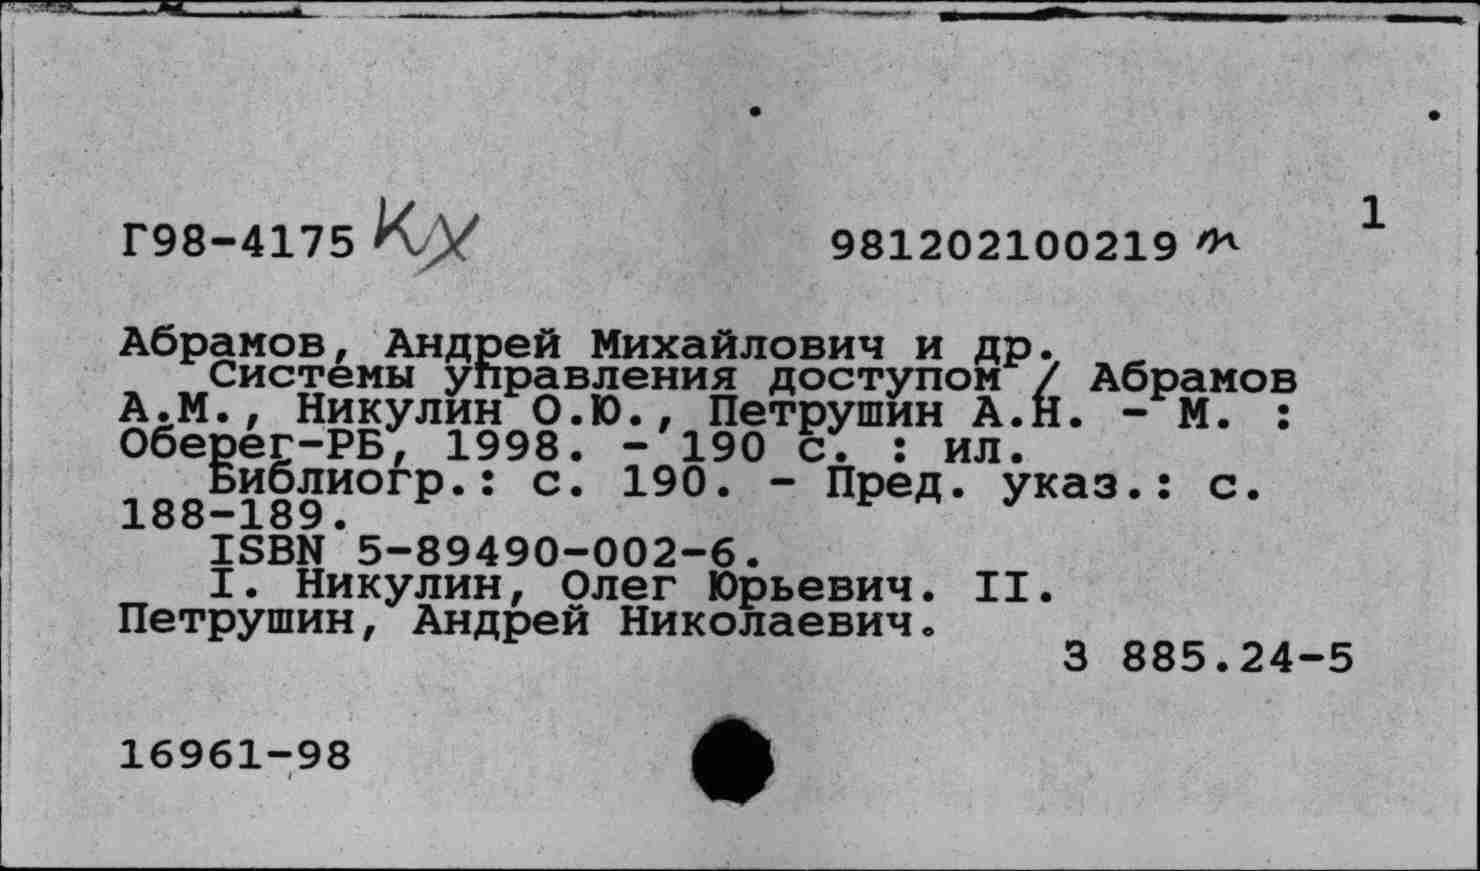 1
Г98-4175 КХ 981202100219 m
Абрамов, Андрей Михайлович и др.
Системы управления доступом / Абрамов
А.М., Никулин О.Ю., Петрушин А.Н. - М. :
Оберег-РБ, 1998. - 190 с. : ил.
Библиогр.: с. 190. - Пред. указ.: с.
188-189.
ISBN 5-89490-002-6.
I. Никулин, Олег Юрьевич. II.
Петрушин, Андрей Николаевич.
З 885.24-5
16961-98